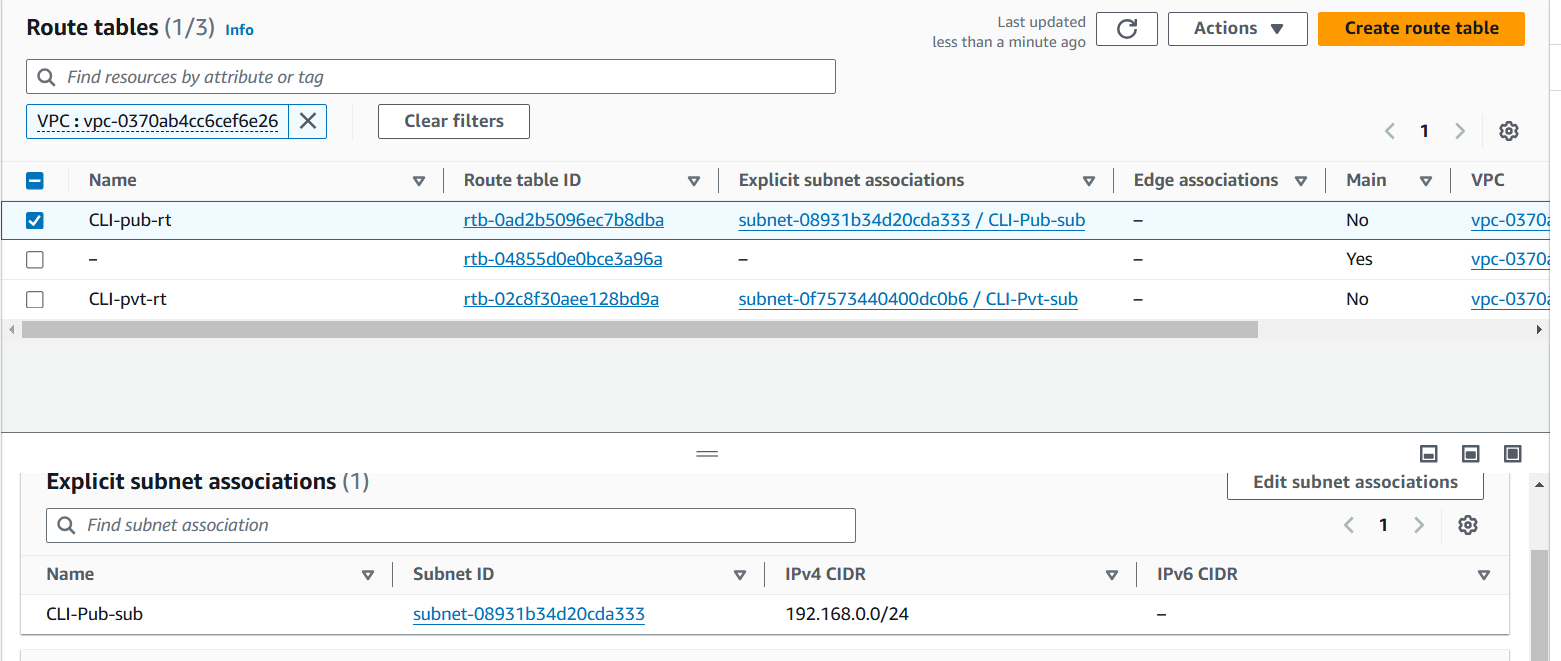 Route tables (1/3) Info
Last updated
less than a minute ago
Actions
Create route table
Find resources by attribute or tag
VPC : vpc-0370ab4cc6cef6e26
Clear filters
1
Name Route table ID Explicit subnet associations Edge associations Main VPC
CLI-pub-rt rtb-0ad2b5096ec7b8dba subnet-08931b34d20cda333 / CLI-Pub-sub – No vpc-0370a
– rtb-04855d0e0bce3a96a – – Yes vpc-0370a
CLI-pvt-rt rtb-02c8f30aee128bd9a subnet-0f7573440400dc0b6 / CLI-Pvt-sub – No vpc-0370a
Explicit subnet associations (1)
Edit subnet associations
Find subnet association
1
Name Subnet ID IPv4 CIDR IPv6 CIDR
CLI-Pub-sub subnet-08931b34d20cda333 192.168.0.0/24 –